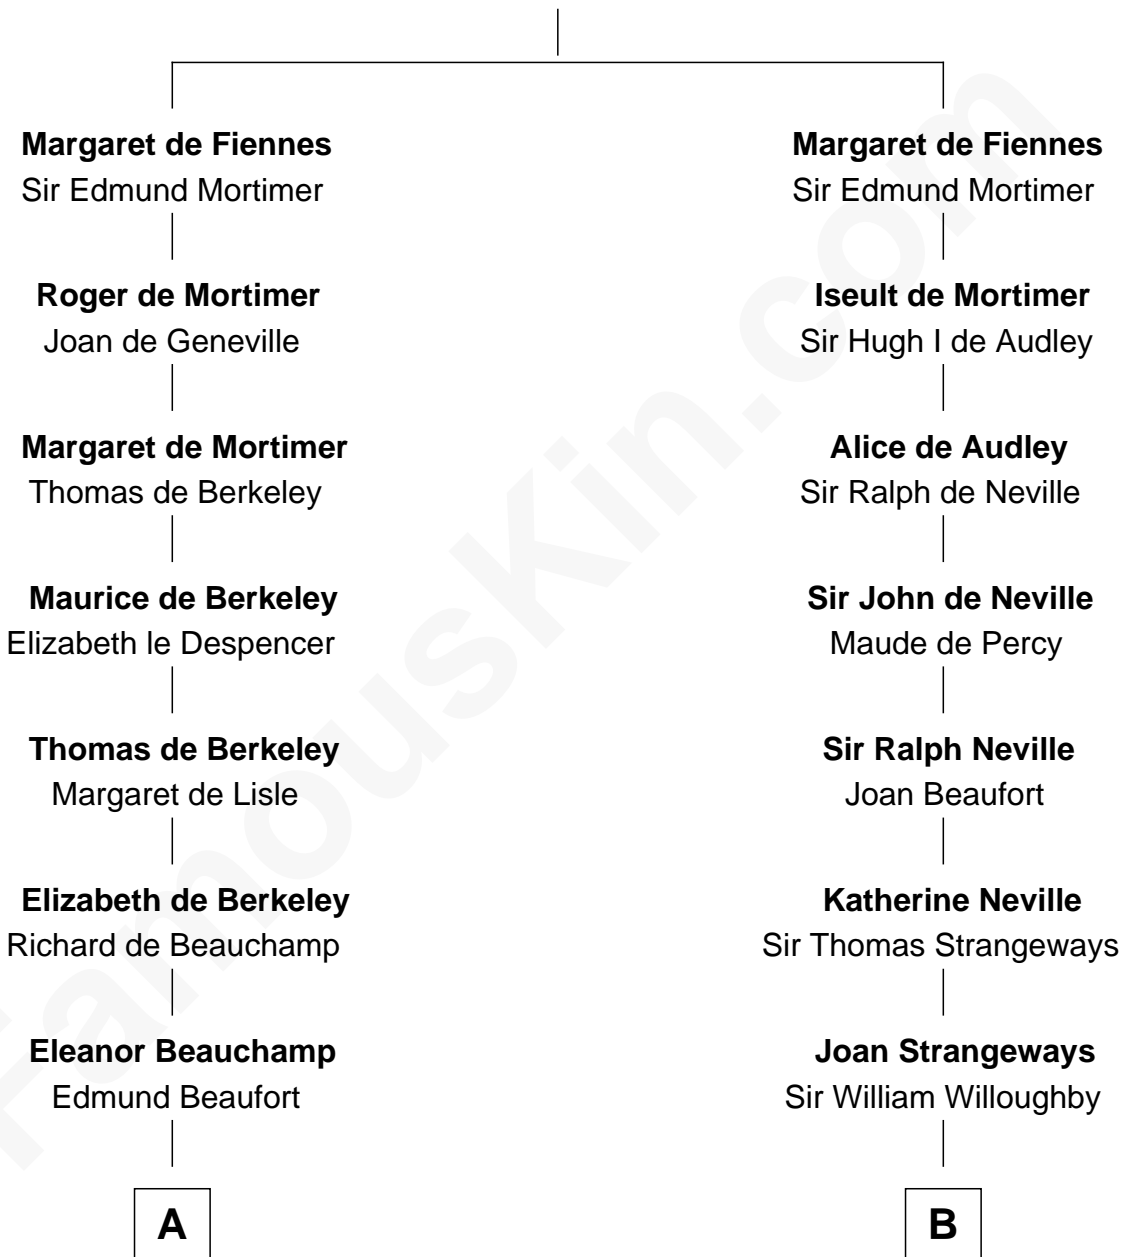 Margaret de Fiennes
Sir Edmund Mortimer
Roger de Mortimer
Joan de Geneville
Margaret de Mortimer
Thomas de Berkeley
Maurice de Berkeley
Elizabeth le Despencer
Thomas de Berkeley
Margaret de Lisle
Elizabeth de Berkeley
Richard de Beauchamp
Eleanor Beauchamp
Edmund Beaufort
A
Margaret de Fiennes
Sir Edmund Mortimer
Iseult de Mortimer
Sir Hugh I de Audley
Alice de Audley
Sir Ralph de Neville
Sir John de Neville
Maude de Percy
Sir Ralph Neville
Joan Beaufort
Katherine Neville
Sir Thomas Strangeways
Joan Strangeways
Sir William Willoughby
B
FamousKin.com